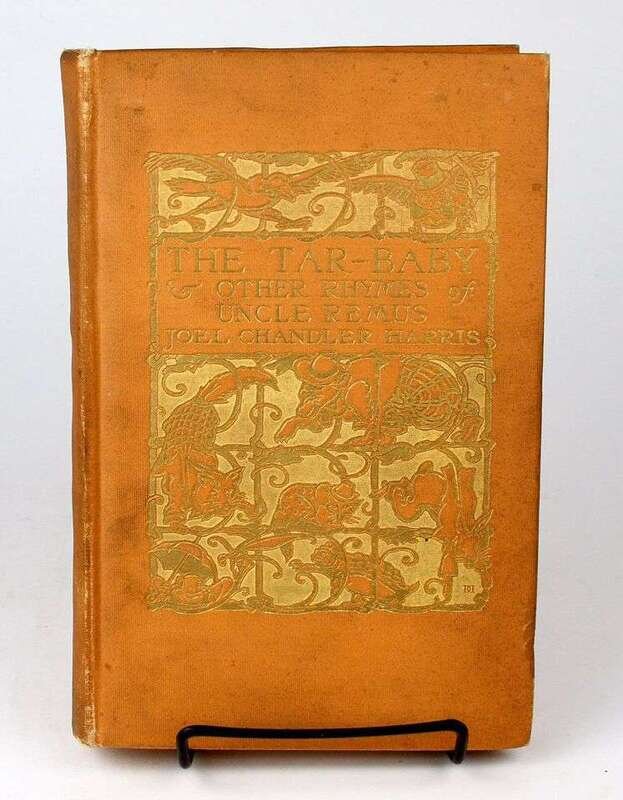 THE TAR-BABY
& OTHER RHYMES of
UNCLE REMUS
JOEL CHANDLER HARRIS